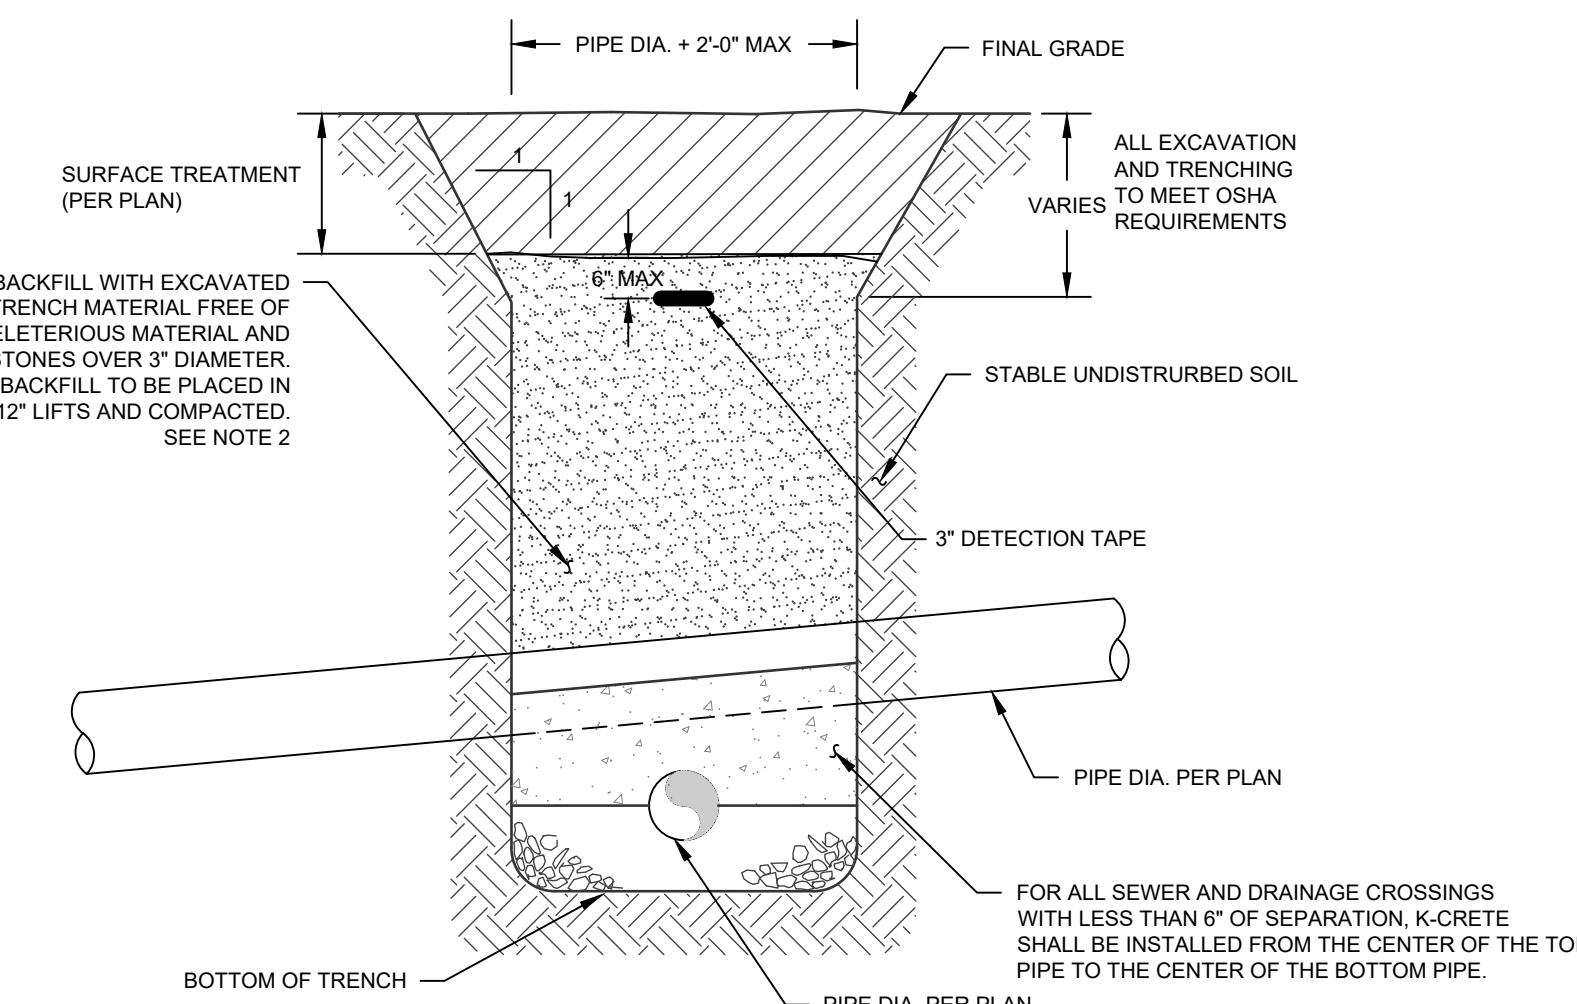 PIPE DIA. + 2'-0" MAX
FINAL GRADE
SURFACE TREATMENT
(PER PLAN)
1
1
ALL EXCAVATION
AND TRENCHING
TO MEET OSHA
REQUIREMENTS
VARIES
6" MAX
BACKFILL WITH EXCAVATED
TRENCH MATERIAL FREE OF
ELETERIOUS MATERIAL AND
STONES OVER 3" DIAMETER.
BACKFILL TO BE PLACED IN
12" LIFTS AND COMPACTED.
SEE NOTE 2
STABLE UNDISTRURBED SOIL
3" DETECTION TAPE
PIPE DIA. PER PLAN
FOR ALL SEWER AND DRAINAGE CROSSINGS
WITH LESS THAN 6" OF SEPARATION, K-CRETE
SHALL BE INSTALLED FROM THE CENTER OF THE TO
PIPE TO THE CENTER OF THE BOTTOM PIPE.
BOTTOM OF TRENCH
PIPE DIA. PER PLAN